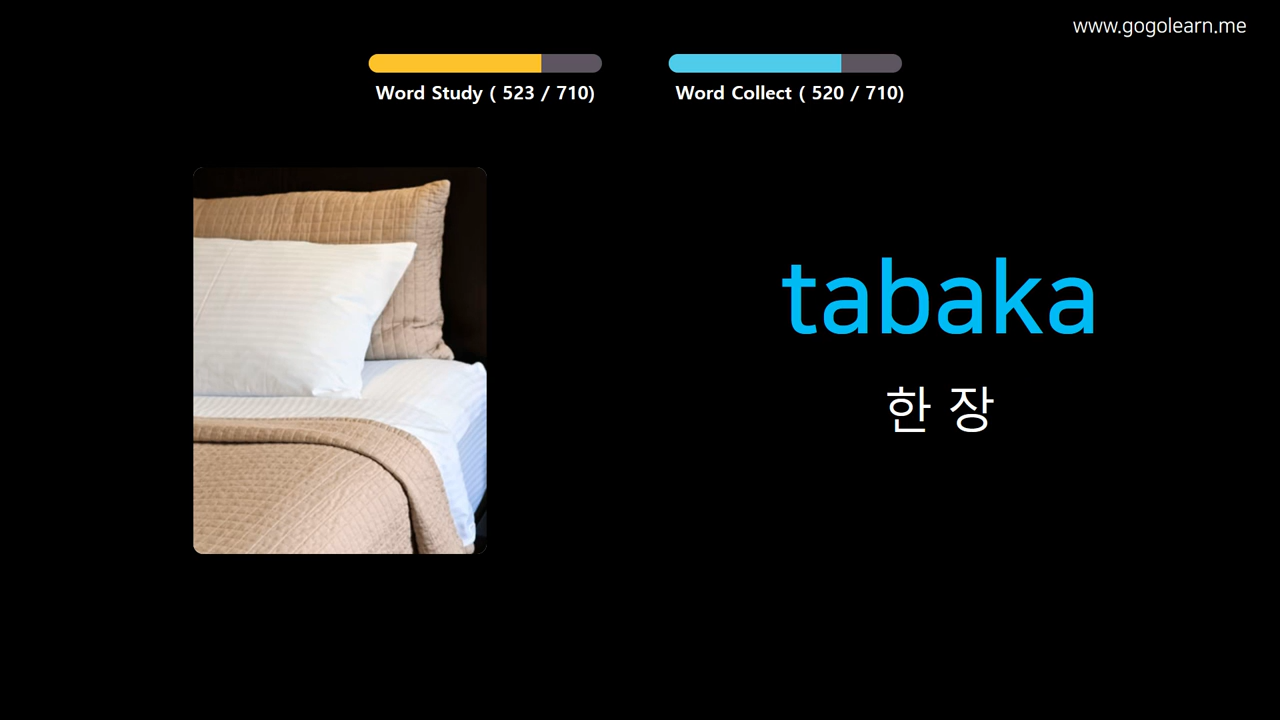 www.gogolearn.me
Word Study ( 523 / 710)
Word Collect ( 520 / 710)
tabaka
한 장